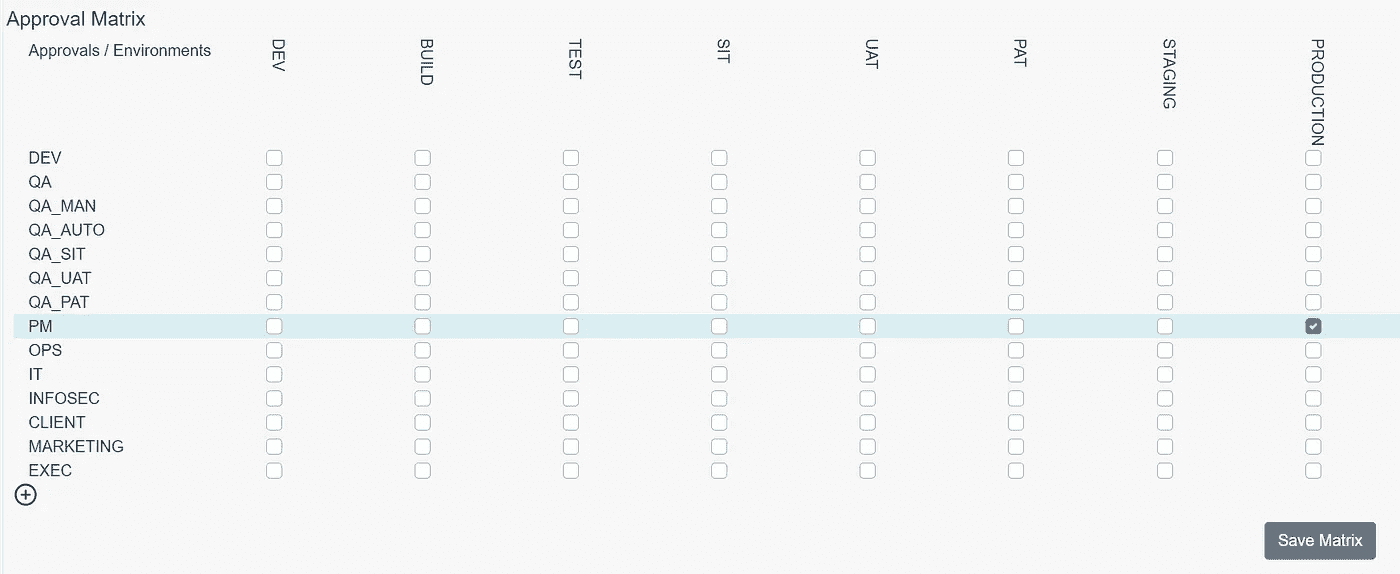 Approval Matrix
Approvals / Environments DEV BUILD TEST SIT UAT PAT STAGING PRODUCTION
DEV
QA
QA_MAN
QA_AUTO
QA_SIT
QA_UAT
QA_PAT
PM
OPS
IT
INFOSEC
CLIENT
MARKETING
EXEC
Save Matrix